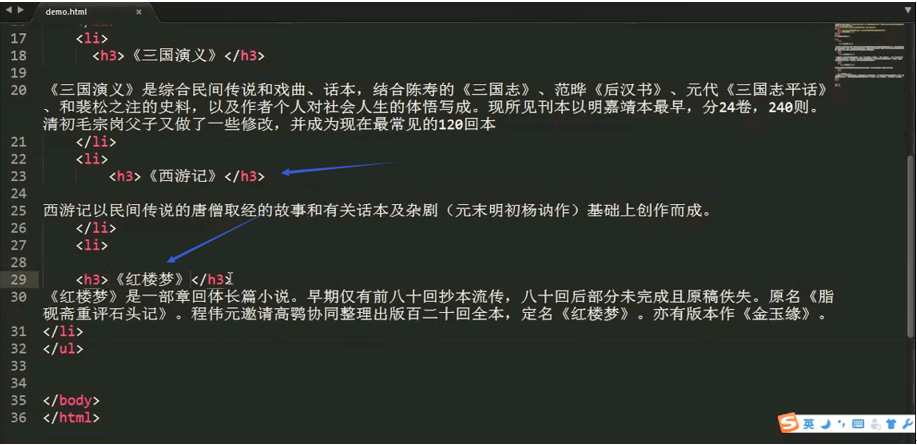 demo.html
17 <li>
18 <h3>《三国演义》</h3>
19
20 《三国演义》是综合民间传说和戏曲、话本，结合陈寿的《三国志》、范晔《后汉书》、元代《三国志平话》
、和裴松之注的史料，以及作者个人对社会人生的体悟写成。现所见刊本以明嘉靖本最早，分24卷，240则。
清初毛宗岗父子又做了一些修改，并成为现在最常见的120回本
21 </li>
22 <li>
23 <h3>《西游记》</h3>
24
25 西游记以民间传说的唐僧取经的故事和有关话本及杂剧（元末明初杨讷作）基础上创作而成。
26 </li>
27 <li>
28
29 <h3>《红楼梦》</h3>
30 《红楼梦》是一部章回体长篇小说。早期仅有前八十回抄本流传，八十回后部分未完成且原稿佚失。原名《脂
砚斋重评石头记》。程伟元邀请高鹗协同整理出版百二十回全本，定名《红楼梦》。亦有版本作《金玉缘》。
31 </li>
32 </ul>
33
34
35 </body>
36 </html>
S 英